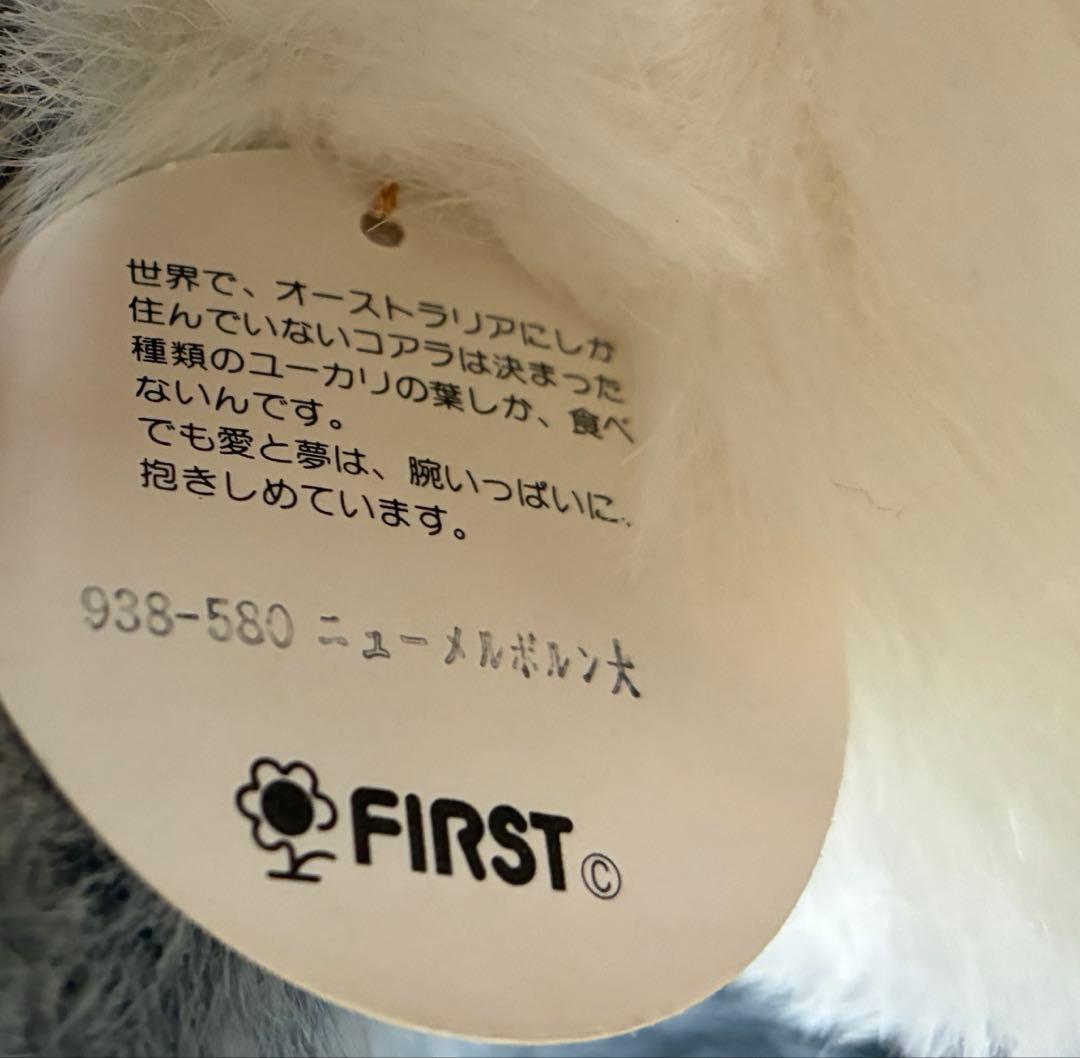 世界で、オーストラリアにしか
住んでいないコアラは決まった
種類のユーカリの葉しか、食べ
ないんです。
でも愛と夢は、腕いっぱいに‥
抱きしめています。
938-580 ニューメルボルン大
FIRST©